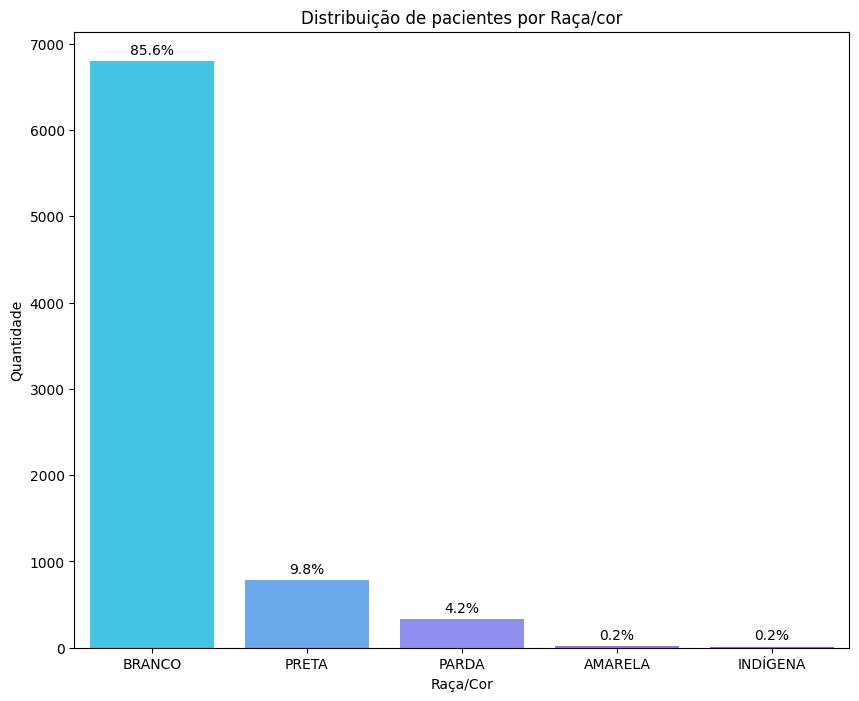 Distribuição de pacientes por Raça/cor
7000
6000
5000
4000
3000
2000
1000
0
Quantidade
85.6%
9.8%
4.2%
0.2%
0.2%
BRANCO
PRETA
PARDA
AMARELA
INDÍGENA
Raça/Cor